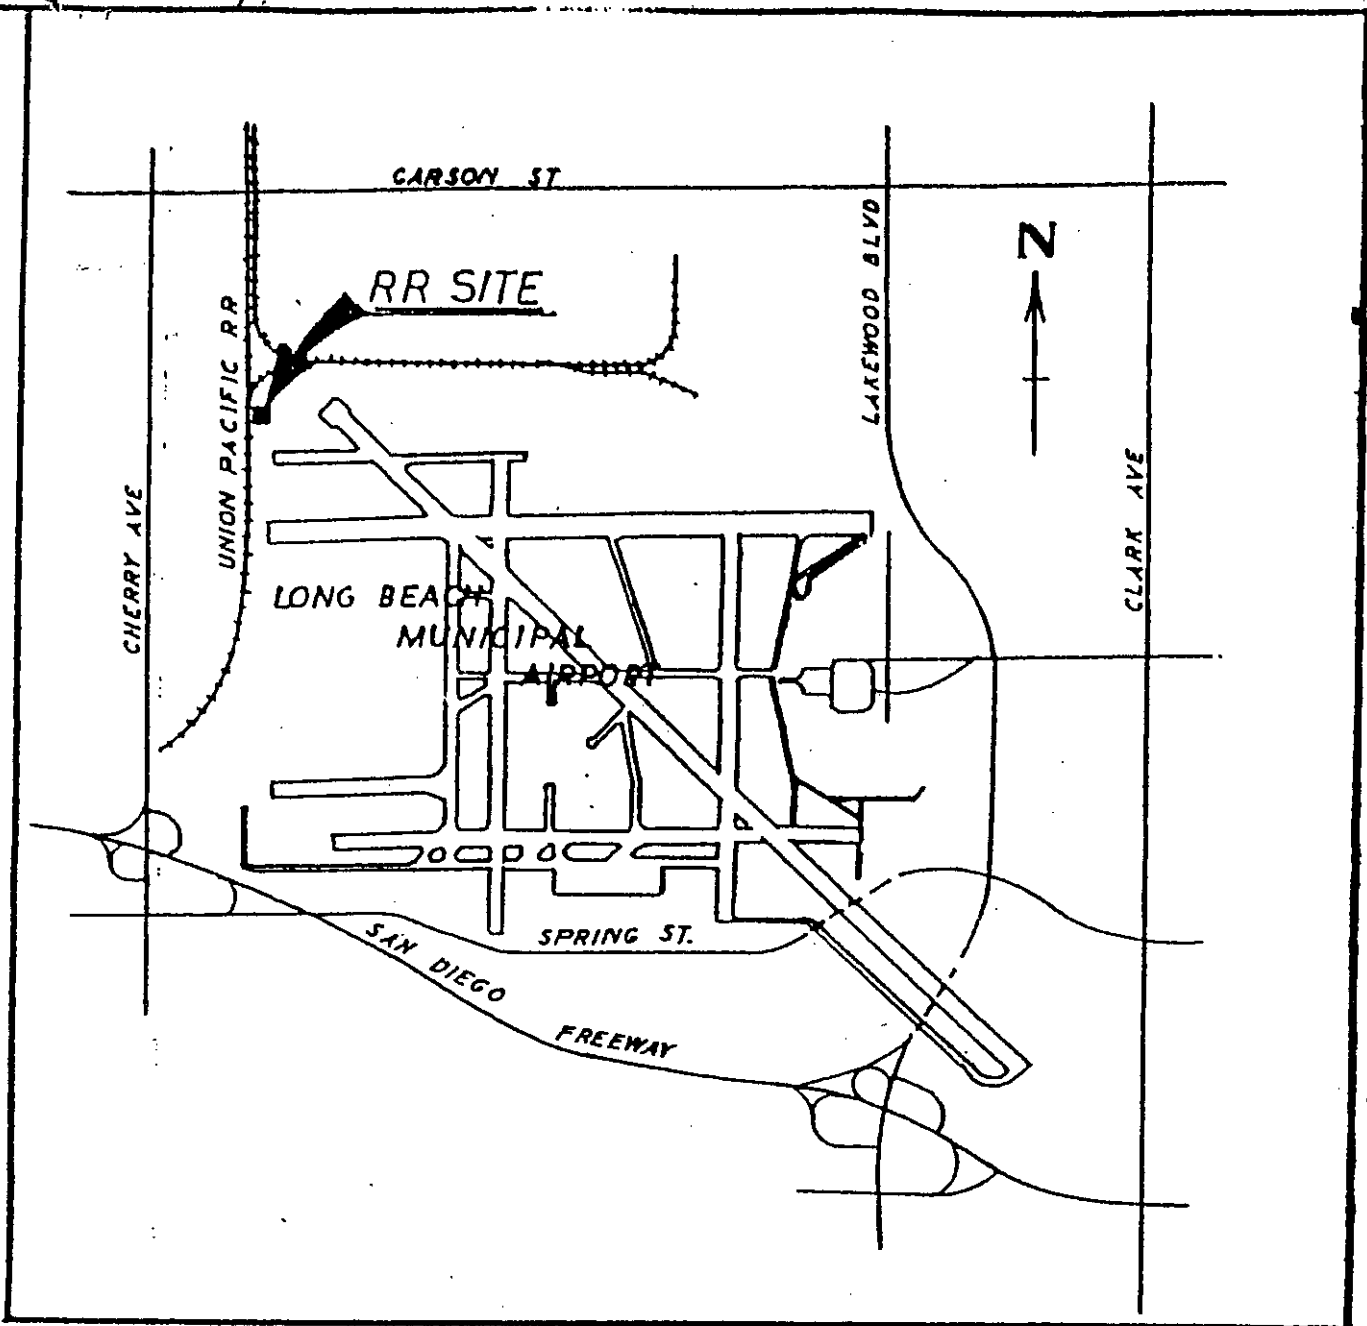 CARSON ST
RR SITE
N
LAKEWOOD BLVD
UNION PACIFIC RR
CHERRY AVE
CLARK AVE
LONG BEACH
MUNICIPAL
AIRPORT
SPRING ST.
SAN DIEGO
FREEWAY